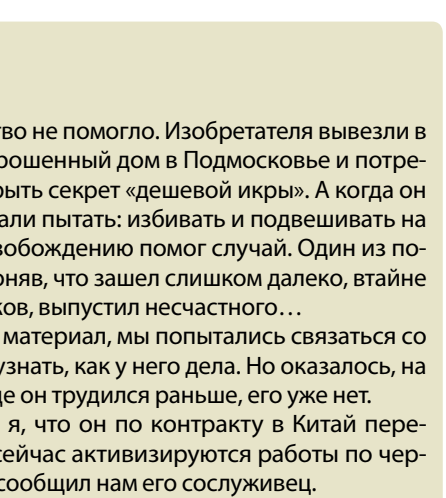 тво не помогло. Изобретателя вывезли в
рошенный дом в Подмосковье и потре-
рыть секрет «дешевой икры». А когда он
али пытать: избивать и подвешивать на
вобождению помог случай. Один из по-
оняв, что зашел слишком далеко, втайне
ков, выпустил несчастного…
материал, мы попытались связаться со
узнать, как у него дела. Но оказалось, на
де он трудился раньше, его уже нет.
я, что он по контракту в Китай пере-
сейчас активизируются работы по чер-
сообщил нам его сослуживец.